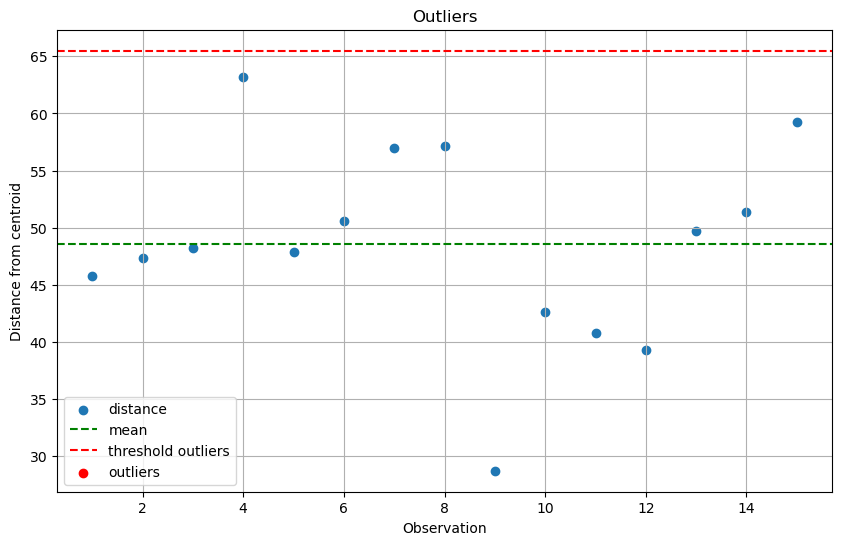 Outliers
65
60
55
50
45
40
35
30
Distance from centroid
distance
mean
threshold outliers
outliers
2 4 6 8 10 12 14
Observation